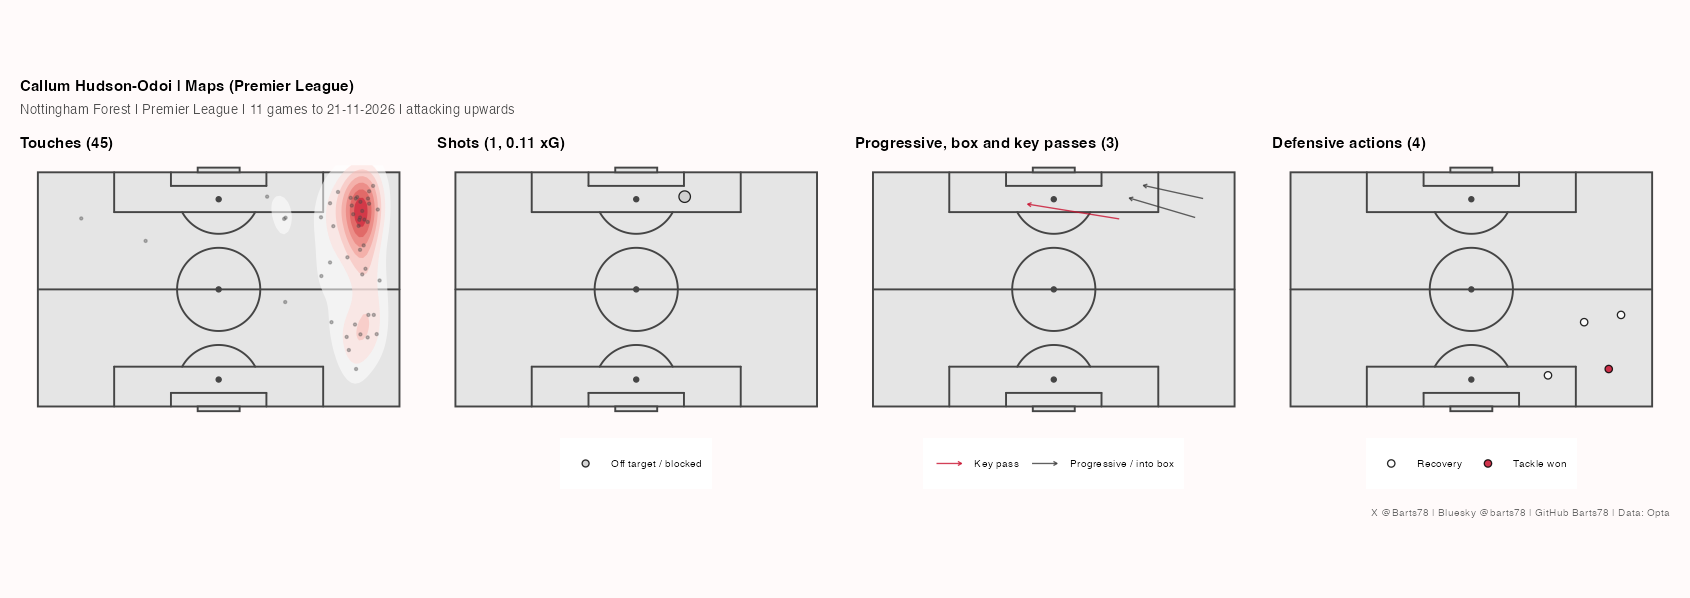 Callum Hudson-Odoi | Maps (Premier League)
Nottingham Forest | Premier League | 11 games to 21-11-2026 | attacking upwards
Touches (45)
Shots (1, 0.11 xG)
Progressive, box and key passes (3)
Defensive actions (4)
Off target / blocked
Key pass
Progressive / into box
Recovery
Tackle won
X @Barts78 | Bluesky @barts78 | GitHub Barts78 | Data: Opta